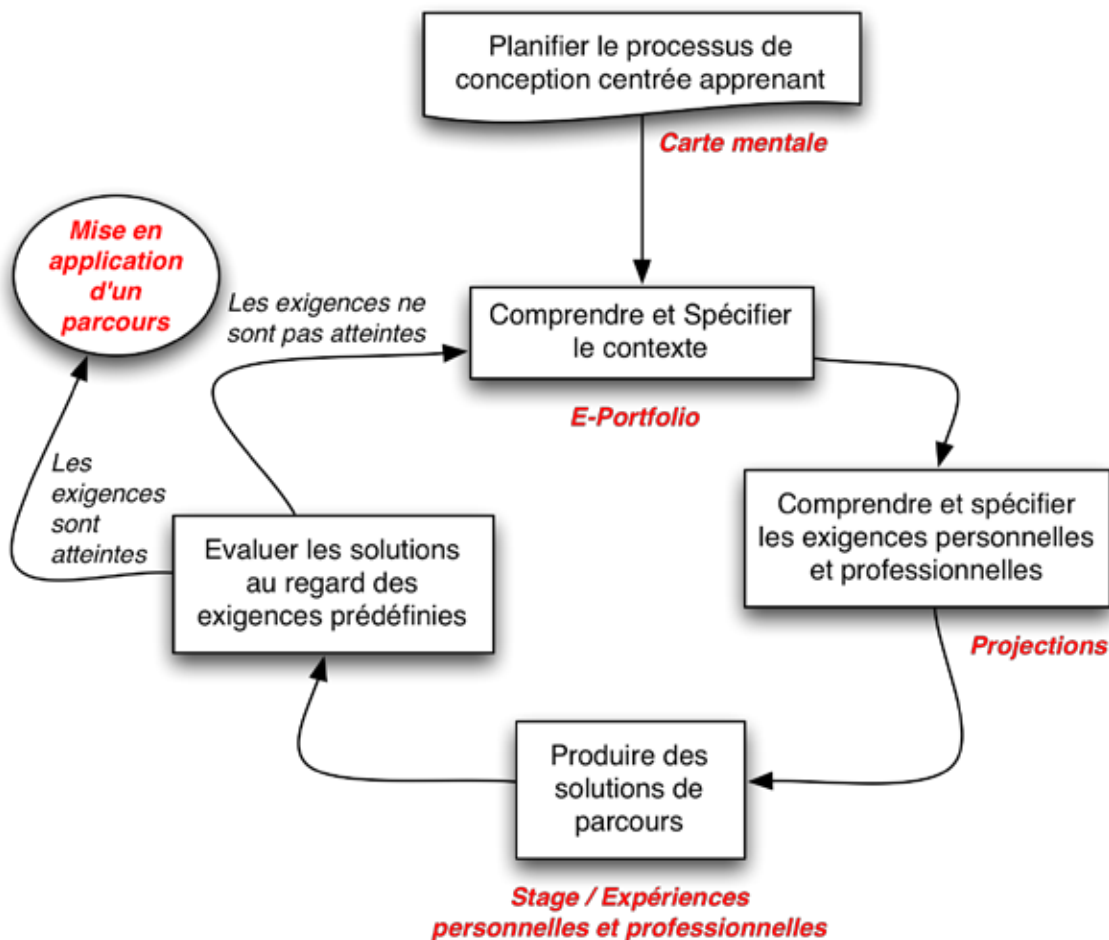 Planifier le processus de
conception centrée apprenant
Carte mentale
Mise en
application
d'un
parcours
Les exigences ne
sont pas atteintes
Comprendre et Spécifier
le contexte
E-Portfolio
Les
exigences
sont
atteintes
Evaluer les solutions
au regard des
exigences prédéfinies
Comprendre et spécifier
les exigences personnelles
et professionnelles
Projections
Produire des
solutions de
parcours
Stage / Expériences
personnelles et professionnelles